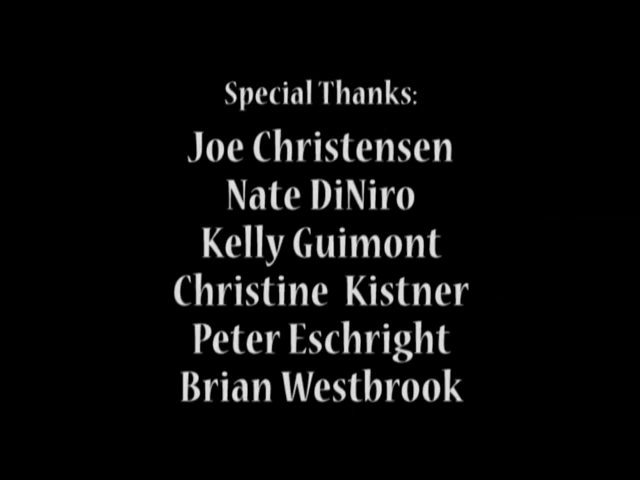 Special Thanks:
Joe Christensen
Nate DiNiro
Kelly Guimont
Christine Kistner
Peter Eschright
Brian Westbrook